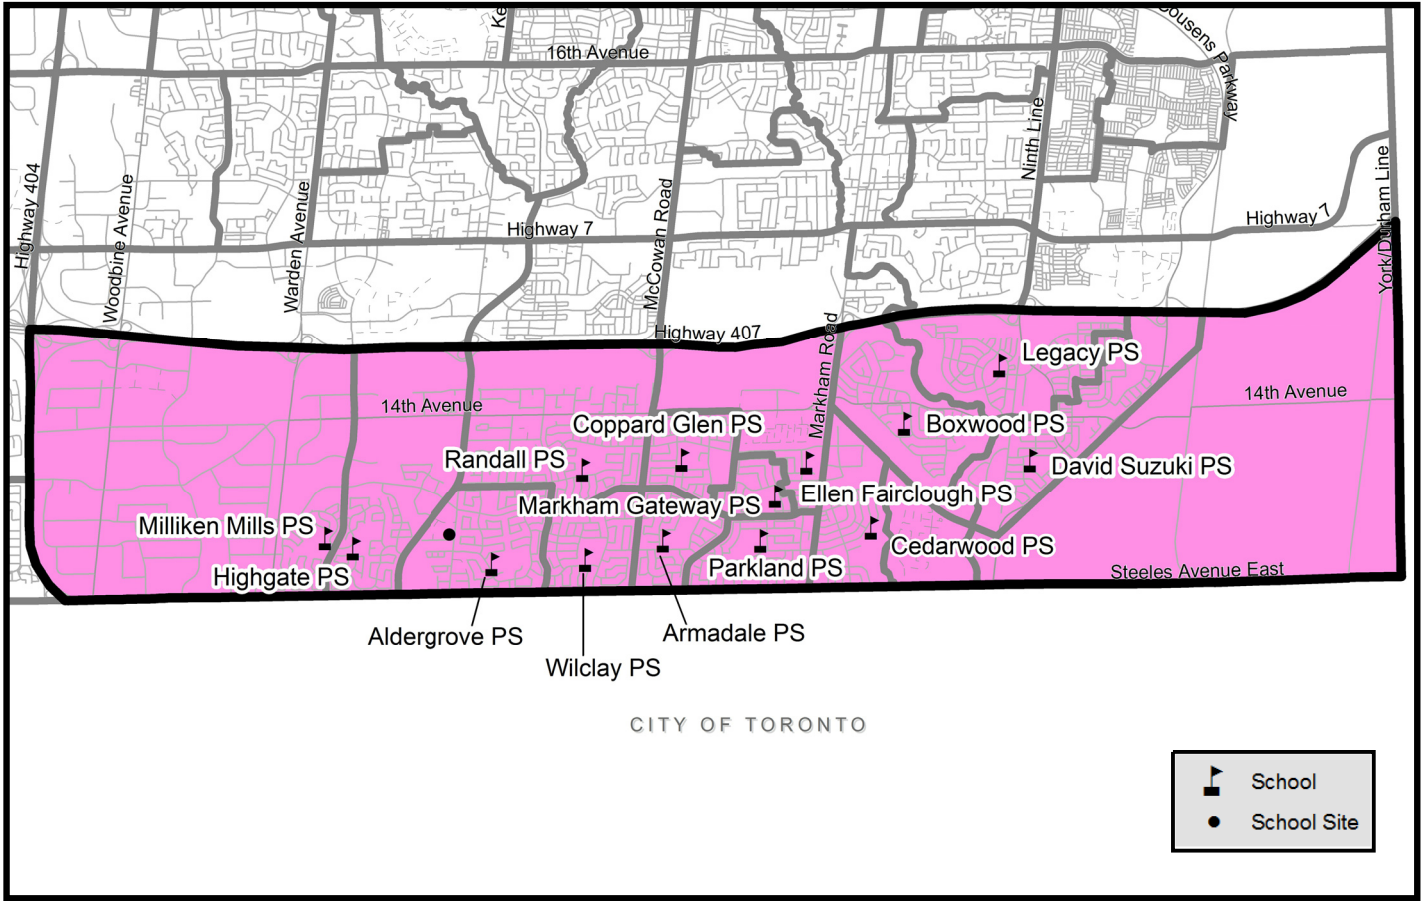 Ke
Cousens Parkway
16th Avenue
Ninth Line
Highway 404
Woodbine Avenue
Warden Avenue
McCowan Road
York/Durham Line
Highway 7
Highway 7
Highway 407
Markham Road
Legacy PS
14th Avenue
14th Avenue
Coppard Glen PS
Boxwood PS
Randall PS
David Suzuki PS
Ellen Fairclough PS
Markham Gateway PS
Milliken Mills PS
Cedarwood PS
Highgate PS
Parkland PS
Steeles Avenue East
Aldergrove PS
Armadale PS
Wilclay PS
CITY OF TORONTO
School
School Site